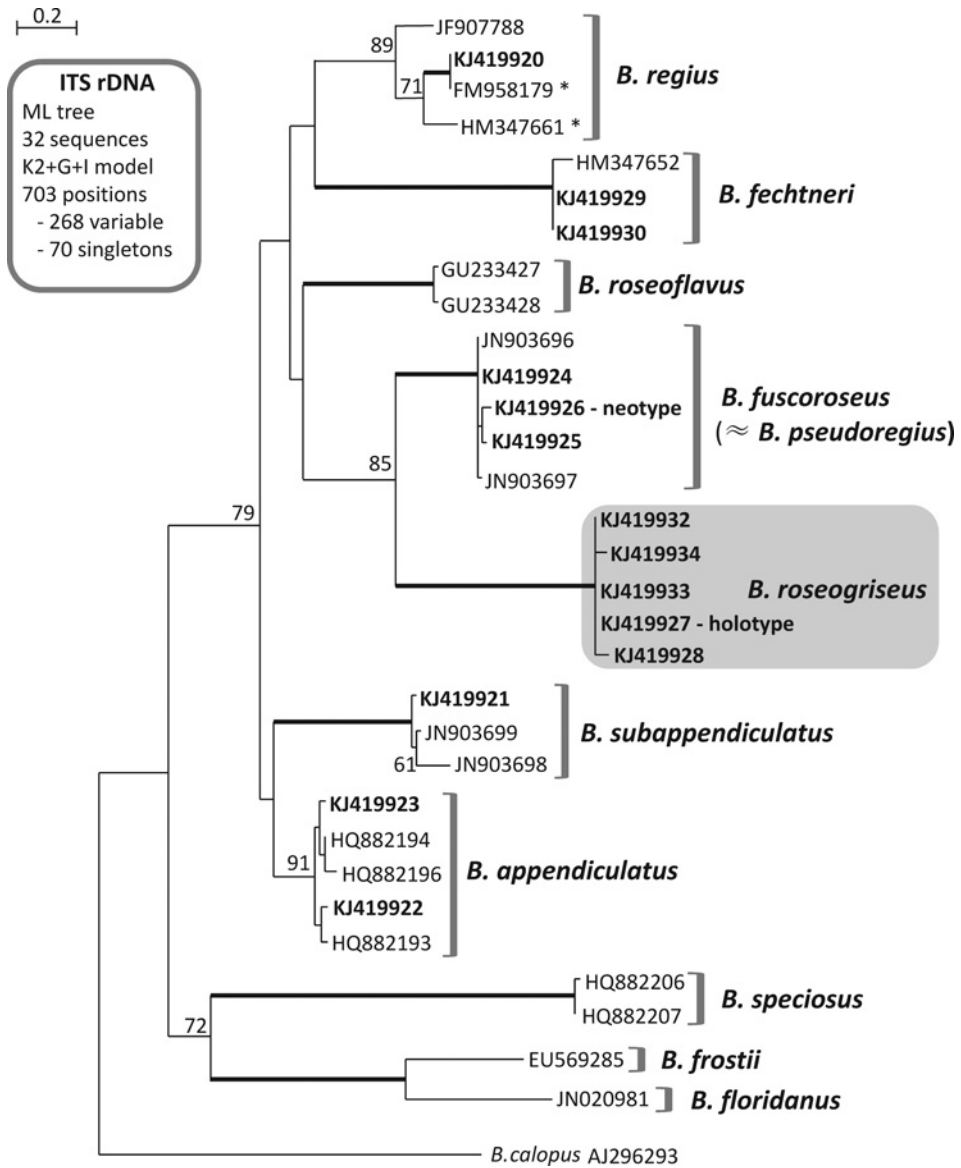 0.2
ITS rDNA
ML tree
32 sequences
K2+G+I model
703 positions
- 268 variable
- 70 singletons
89
JF907788
KJ419920
71
FM958179 *
HM347661 *
B. regius
HM347652
KJ419929
KJ419930
B. fechtneri
GU233427
GU233428
B. roseoflavus
JN903696
KJ419924
KJ419926 - neotype
KJ419925
JN903697
B. fuscoroseus
(≈ B. pseudoregius)
85
KJ419932
KJ419934
KJ419933
KJ419927 - holotype
KJ419928
B. roseogriseus
79
KJ419921
JN903699
61
JN903698
B. subappendiculatus
KJ419923
HQ882194
91
HQ882196
KJ419922
HQ882193
B. appendiculatus
HQ882206
HQ882207
B. speciosus
72
EU569285
B. frostii
JN020981
B. floridanus
B.calopus AJ296293